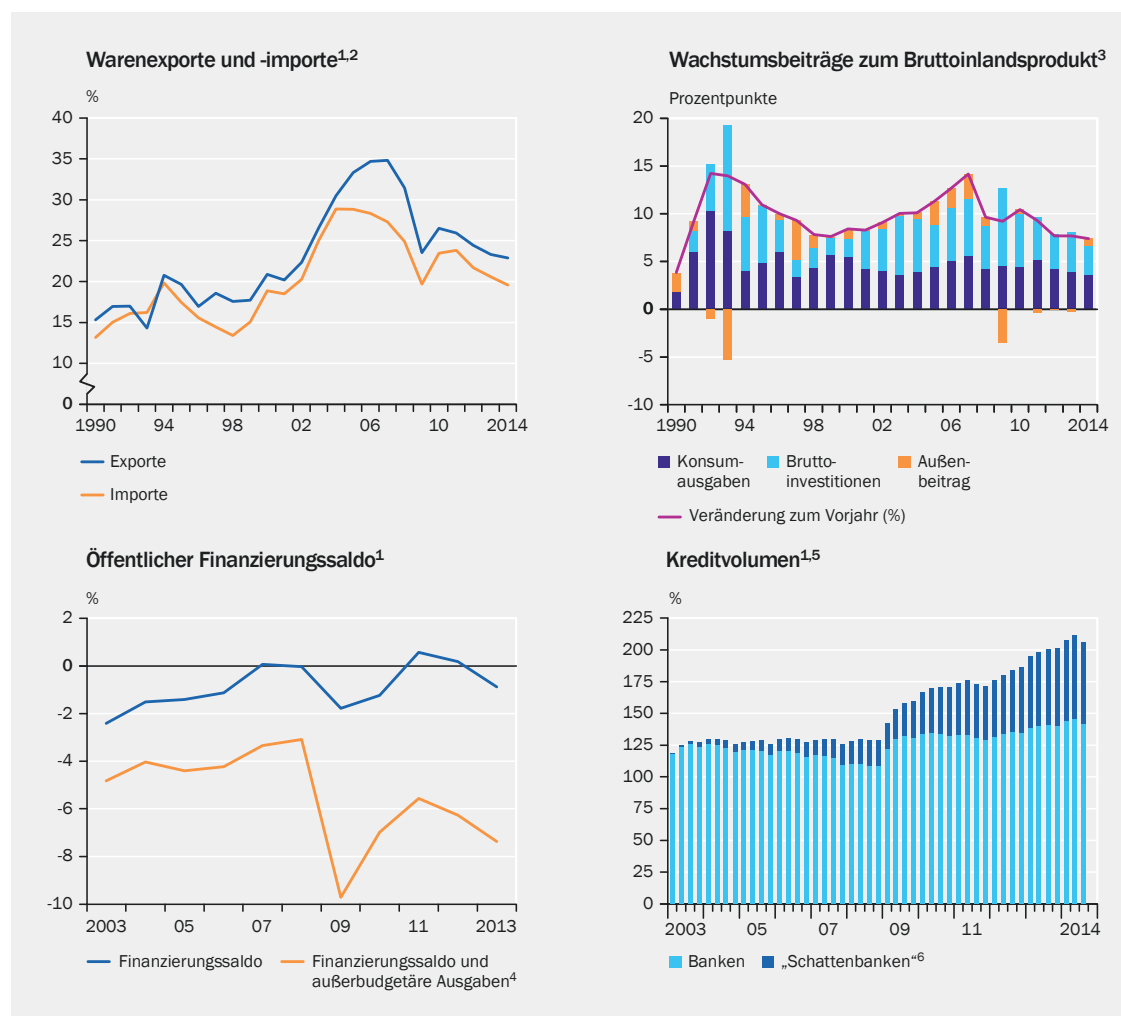 Warenexporte und -importe1,2
%
40
35
30
25
20
15
10
0
1990 94 98 02 06 10 2014
Exporte
Importe
Wachstumsbeiträge zum Bruttoinlandsprodukt3
Prozentpunkte
20
15
10
5
0
-5
-10
1990 94 98 02 06 10 2014
Konsum- Brutto- Außen-
ausgaben investitionen beitrag
Veränderung zum Vorjahr (%)
Öffentlicher Finanzierungssaldo1
%
2
0
-2
-4
-6
-8
-10
2003 05 07 09 11 2013
Finanzierungssaldo Finanzierungssaldo und
außerbudgetäre Ausgaben4
Kreditvolumen1,5
%
225
200
175
150
125
100
75
50
25
0
2003 05 07 09 11 2014
Banken „Schattenbanken“6